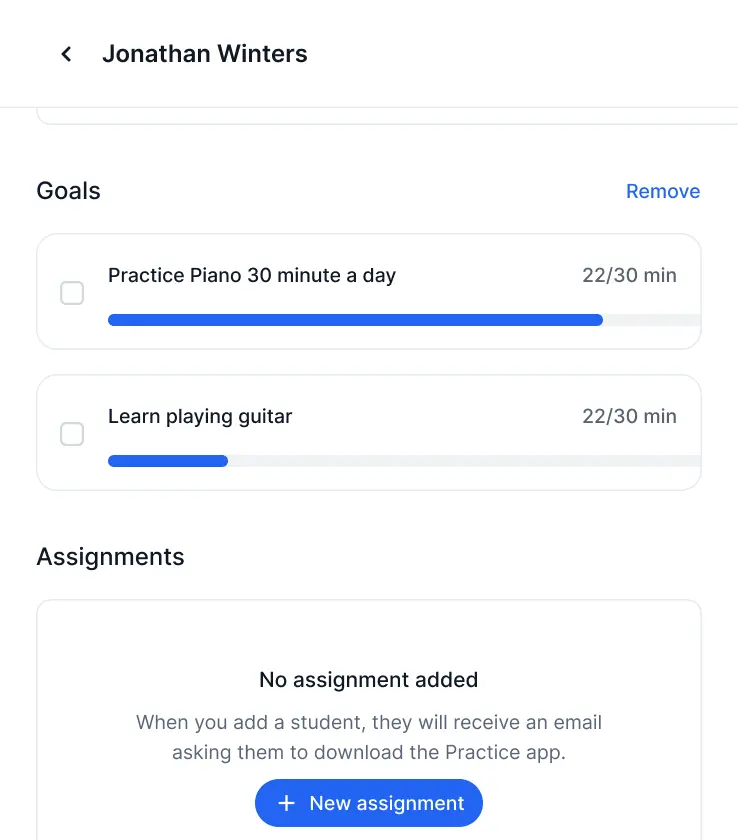 Jonathan Winters
Goals
Remove
Practice Piano 30 minute a day
22/30 min
Learn playing guitar
22/30 min
Assignments
No assignment added
When you add a student, they will receive an email
asking them to download the Practice app.
New assignment